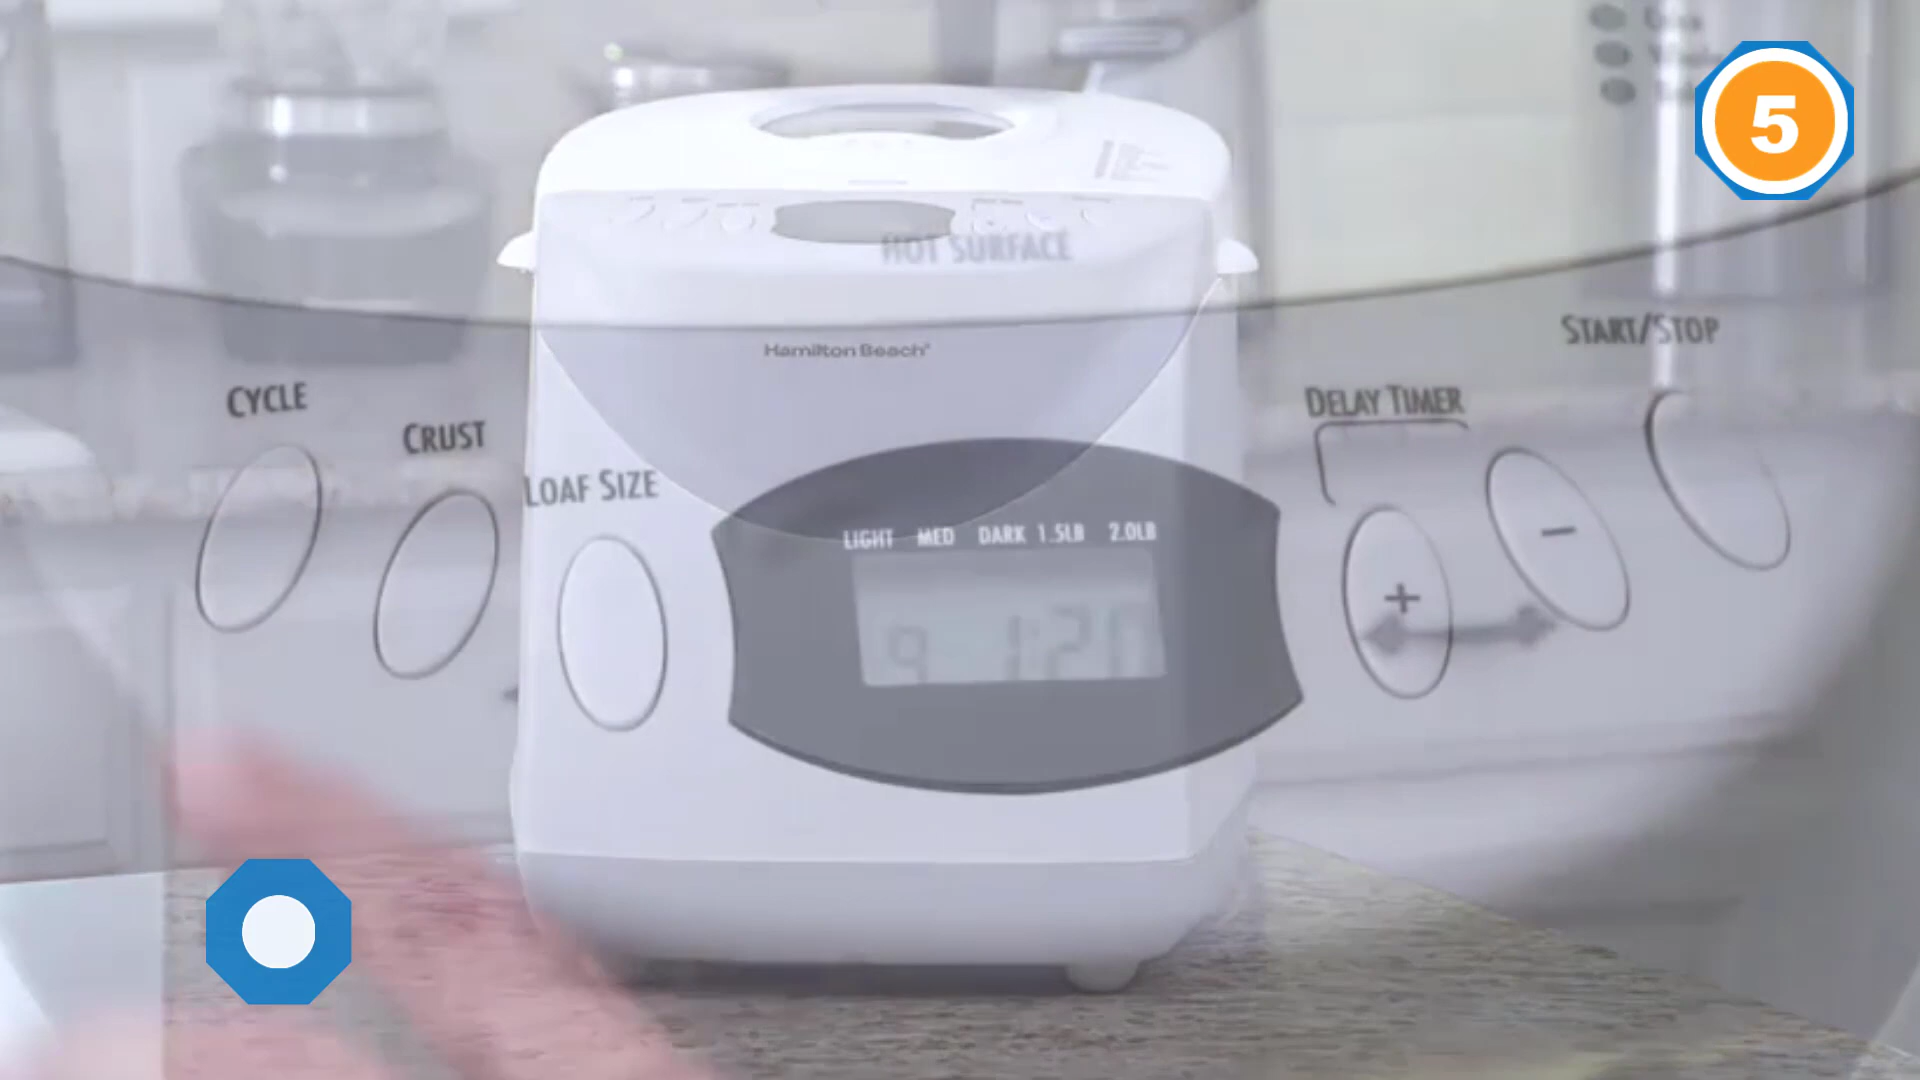 5
HOT SURFACE
Hamilton Beach
START/STOP
CYCLE
DELAY TIMER
CRUST
LOAF SIZE
LIGHT MED DARK 1.5LB 2.0LB
9 1:20
+
-